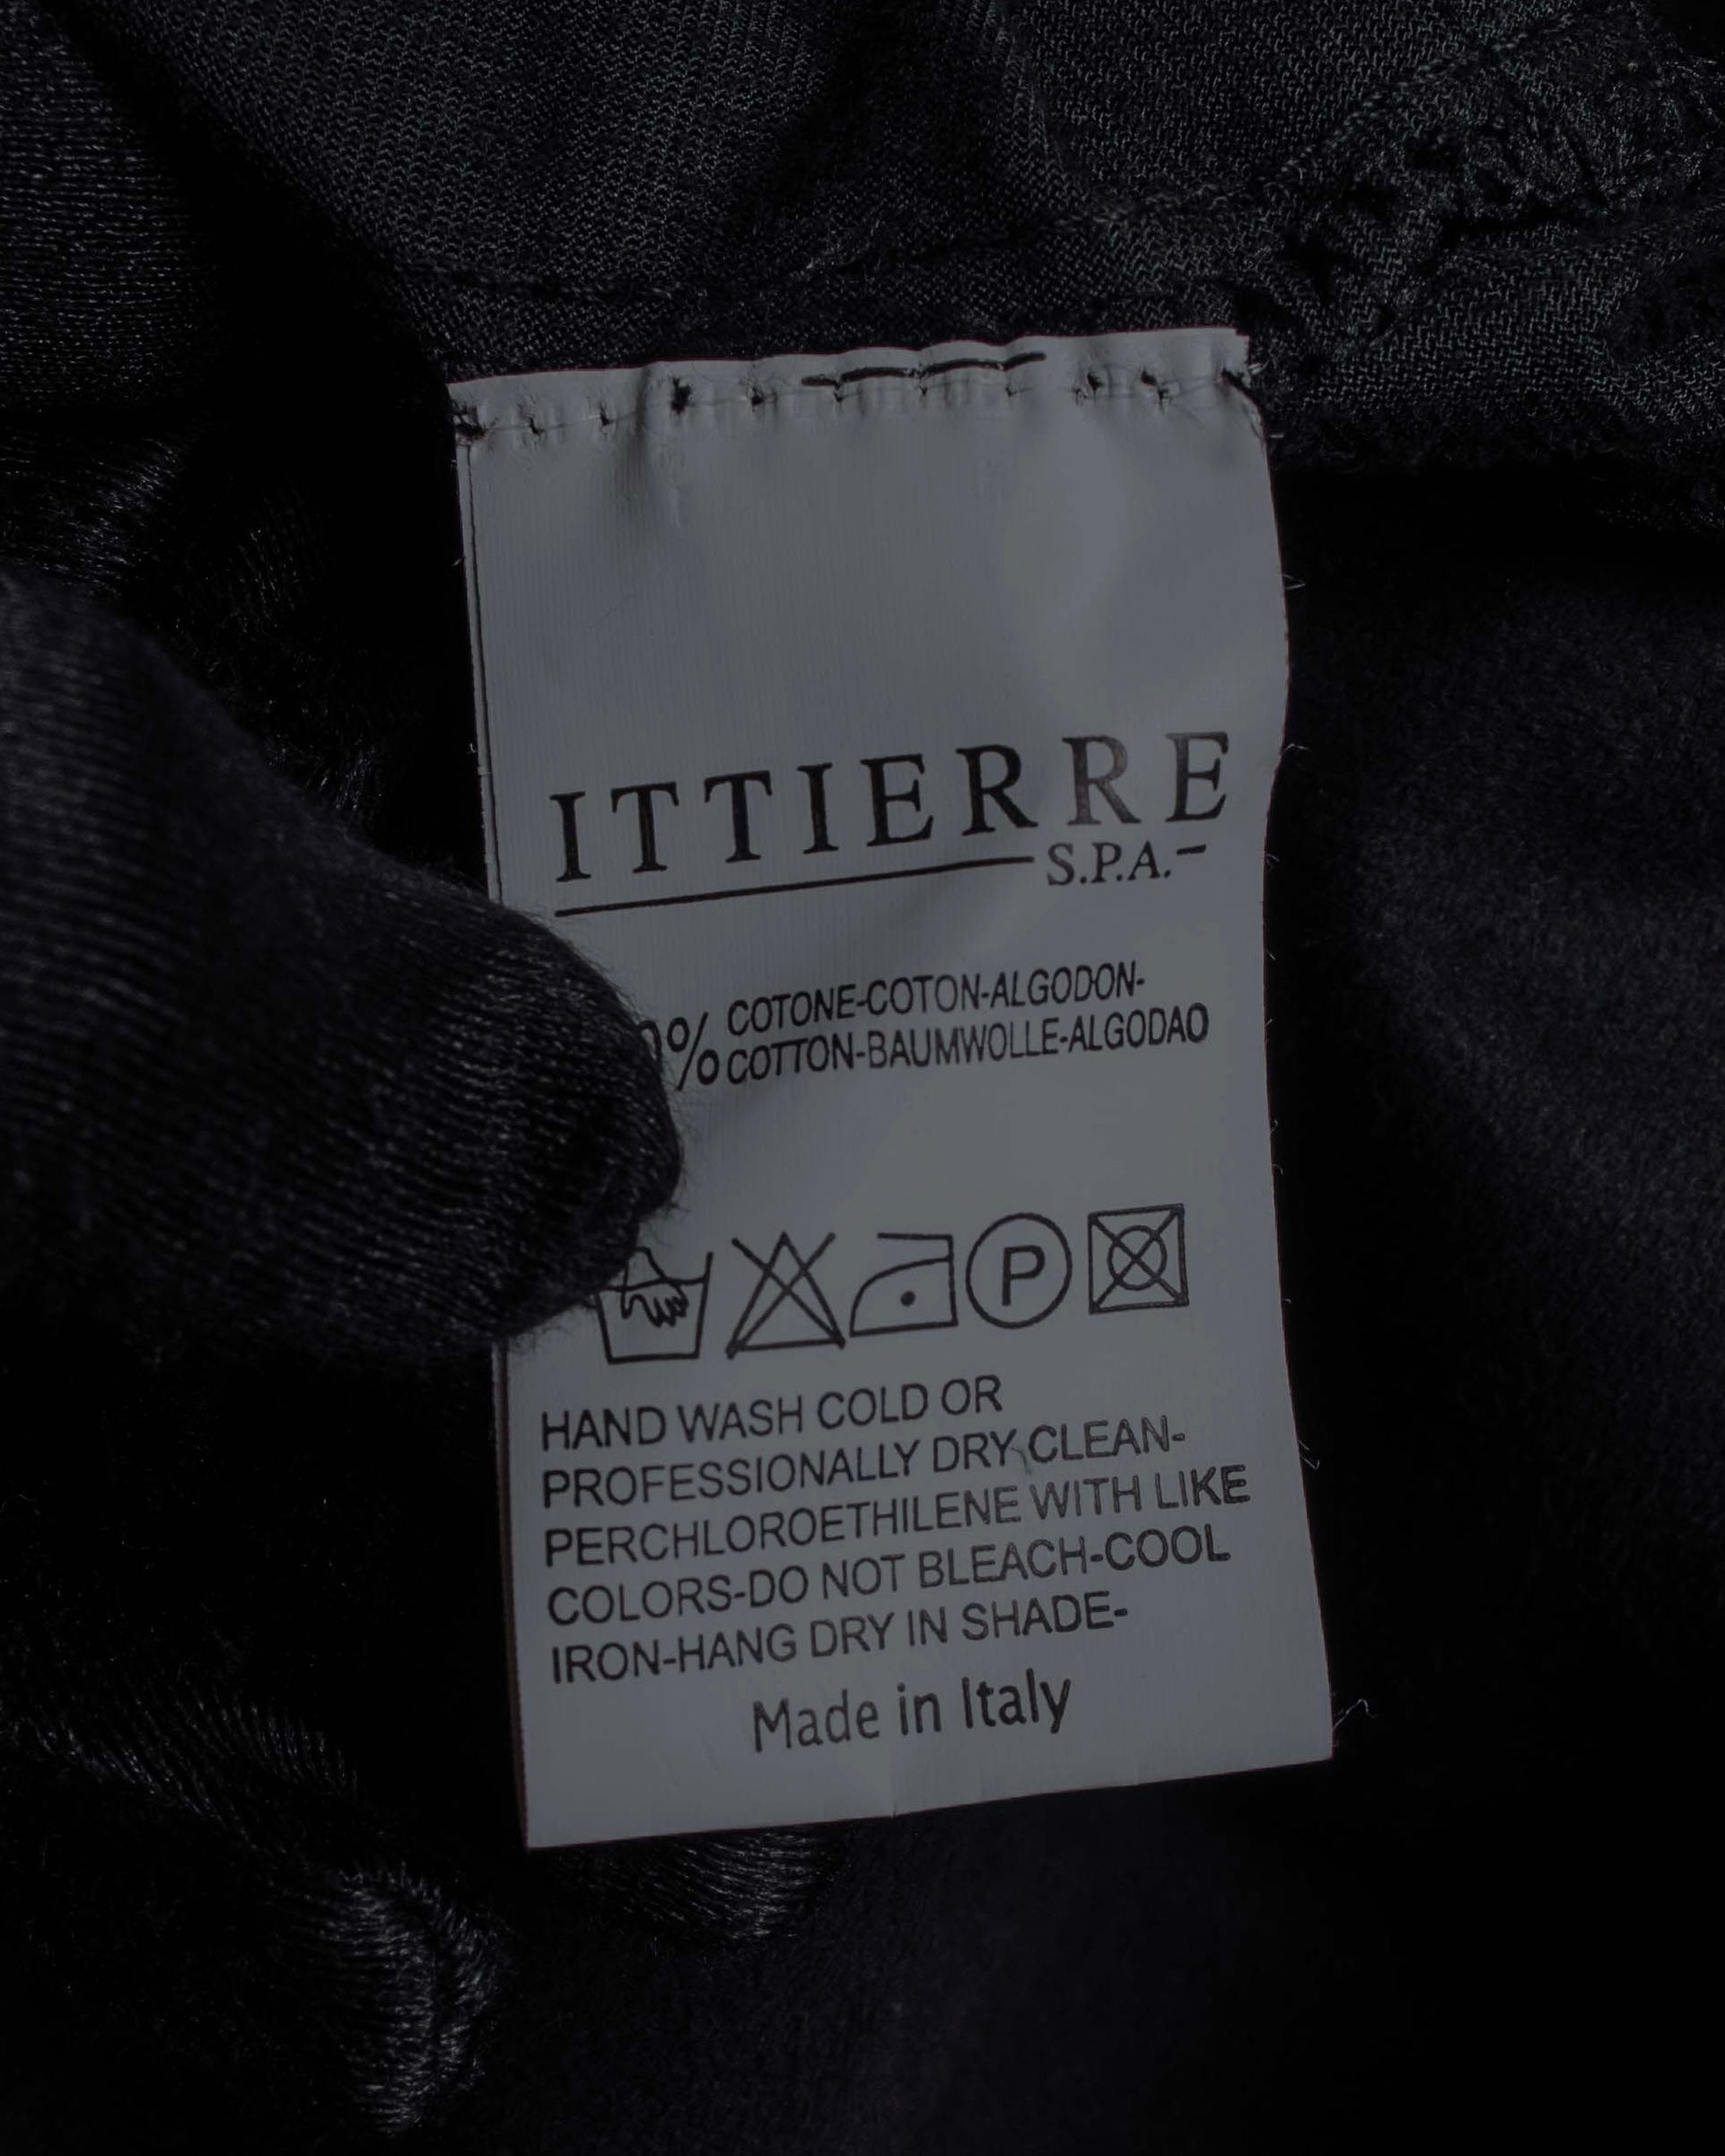 ITTIERRE
S.P.A.-
% COTONE-COTON-ALGODON-
COTTON-BAUMWOLLE-ALGODAO
P
HAND WASH COLD OR
PROFESSIONALLY DRY CLEAN-
PERCHLOROETHILENE WITH LIKE
COLORS-DO NOT BLEACH-COOL
IRON-HANG DRY IN SHADE-
Made in Italy